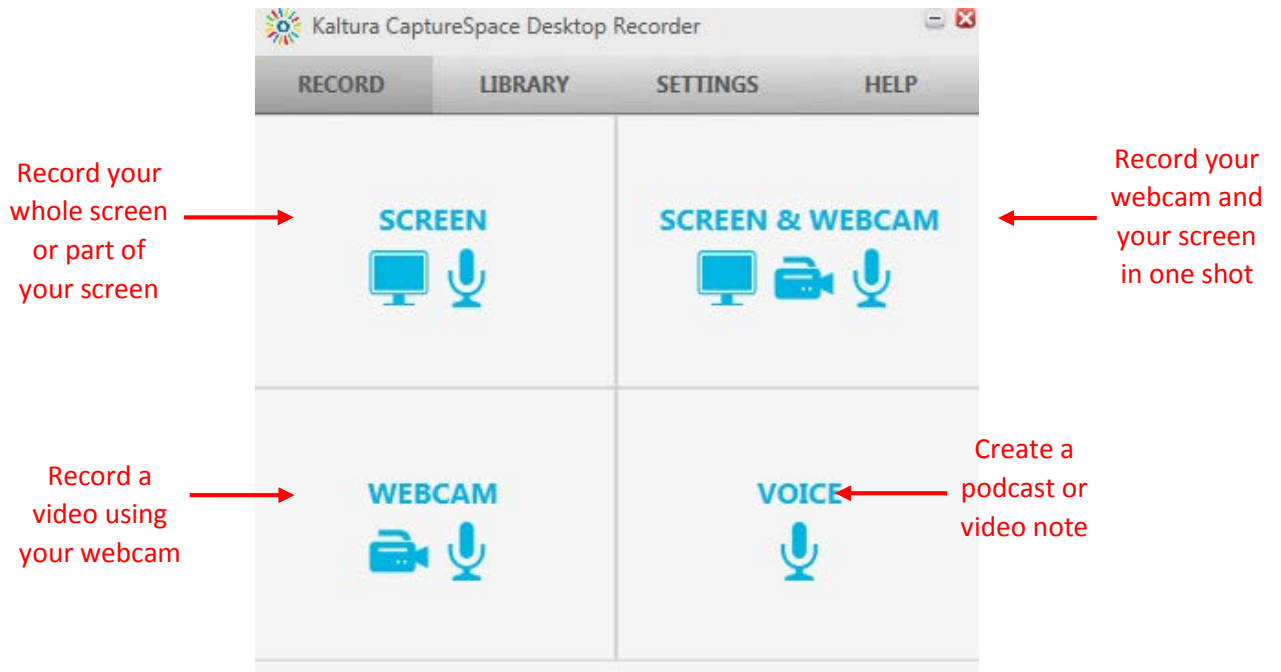 Kaltura CaptureSpace Desktop Recorder
RECORD LIBRARY SETTINGS HELP
Record your
whole screen
or part of
your screen
SCREEN
SCREEN & WEBCAM
Record your
webcam and
your screen
in one shot
Record a
video using
your webcam
WEBCAM
VOICE
Create a
podcast or
video note